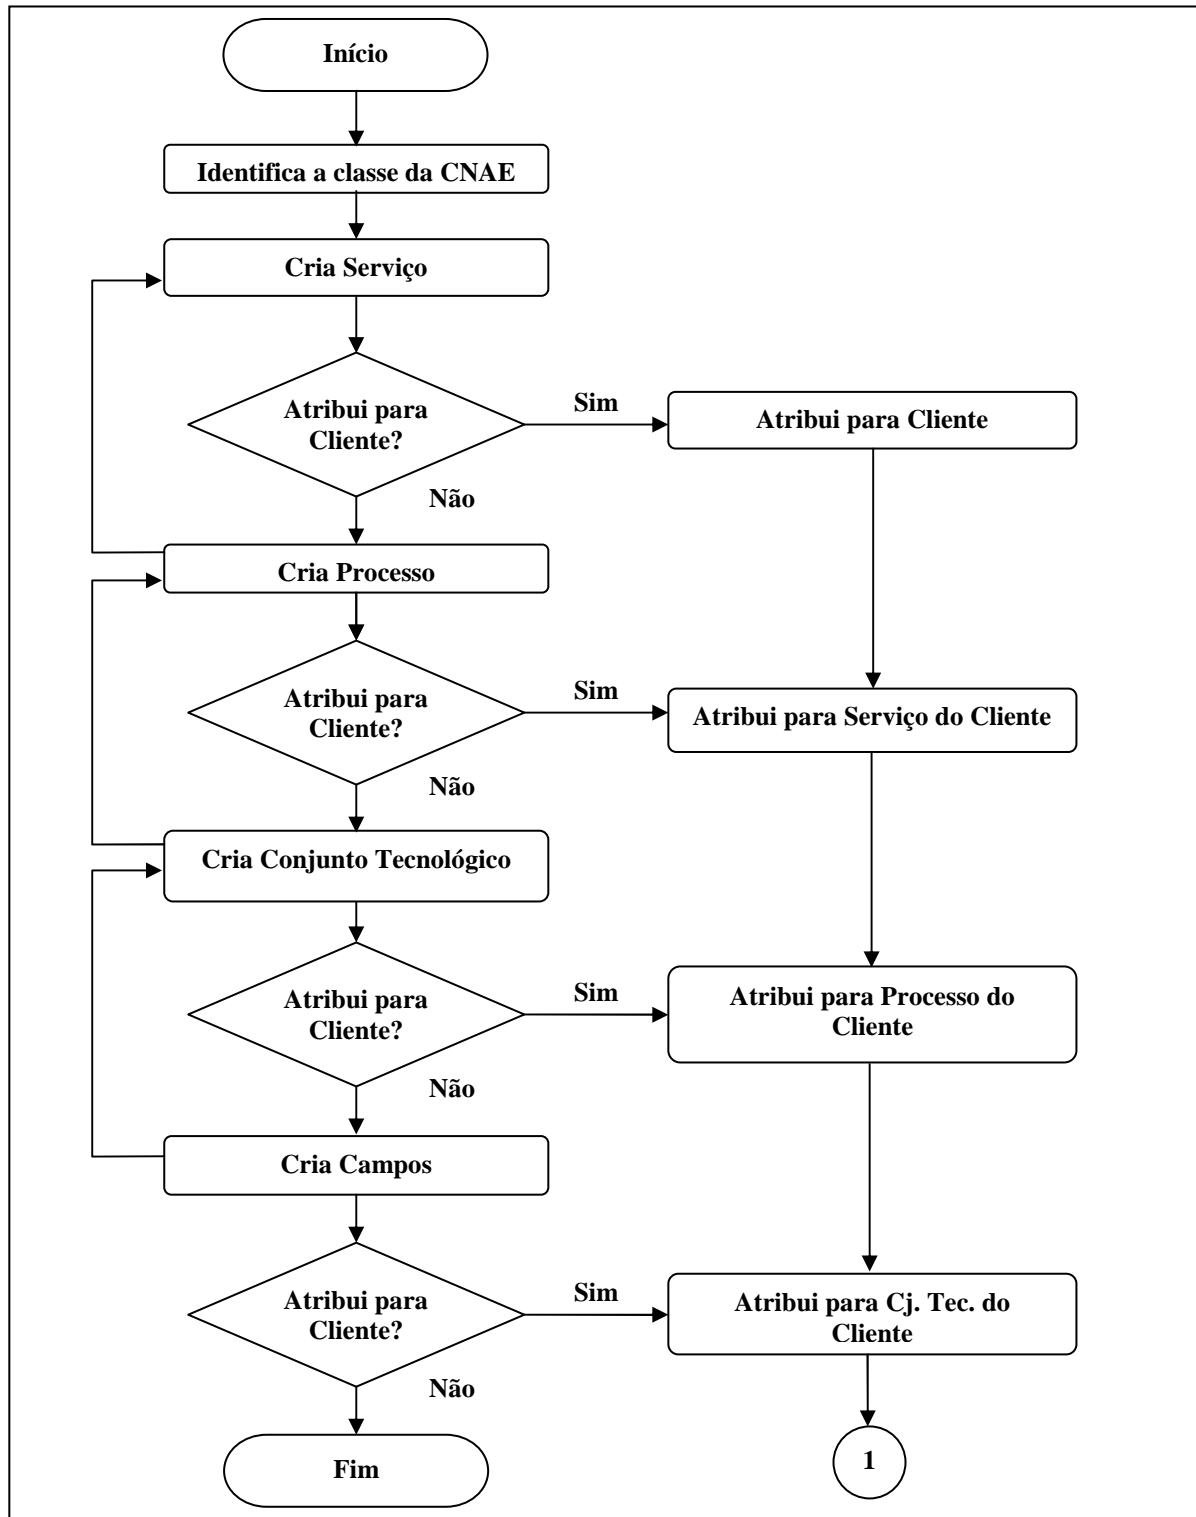 Início
Identifica a classe da CNAE
Cria Serviço
Atribui para
Cliente?
Sim
Atribui para Cliente
Não
Cria Processo
Atribui para
Cliente?
Sim
Atribui para Serviço do Cliente
Não
Cria Conjunto Tecnológico
Atribui para
Cliente?
Sim
Atribui para Processo do
Cliente
Não
Cria Campos
Atribui para
Cliente?
Sim
Atribui para Cj. Tec. do
Cliente
Não
Fim
1